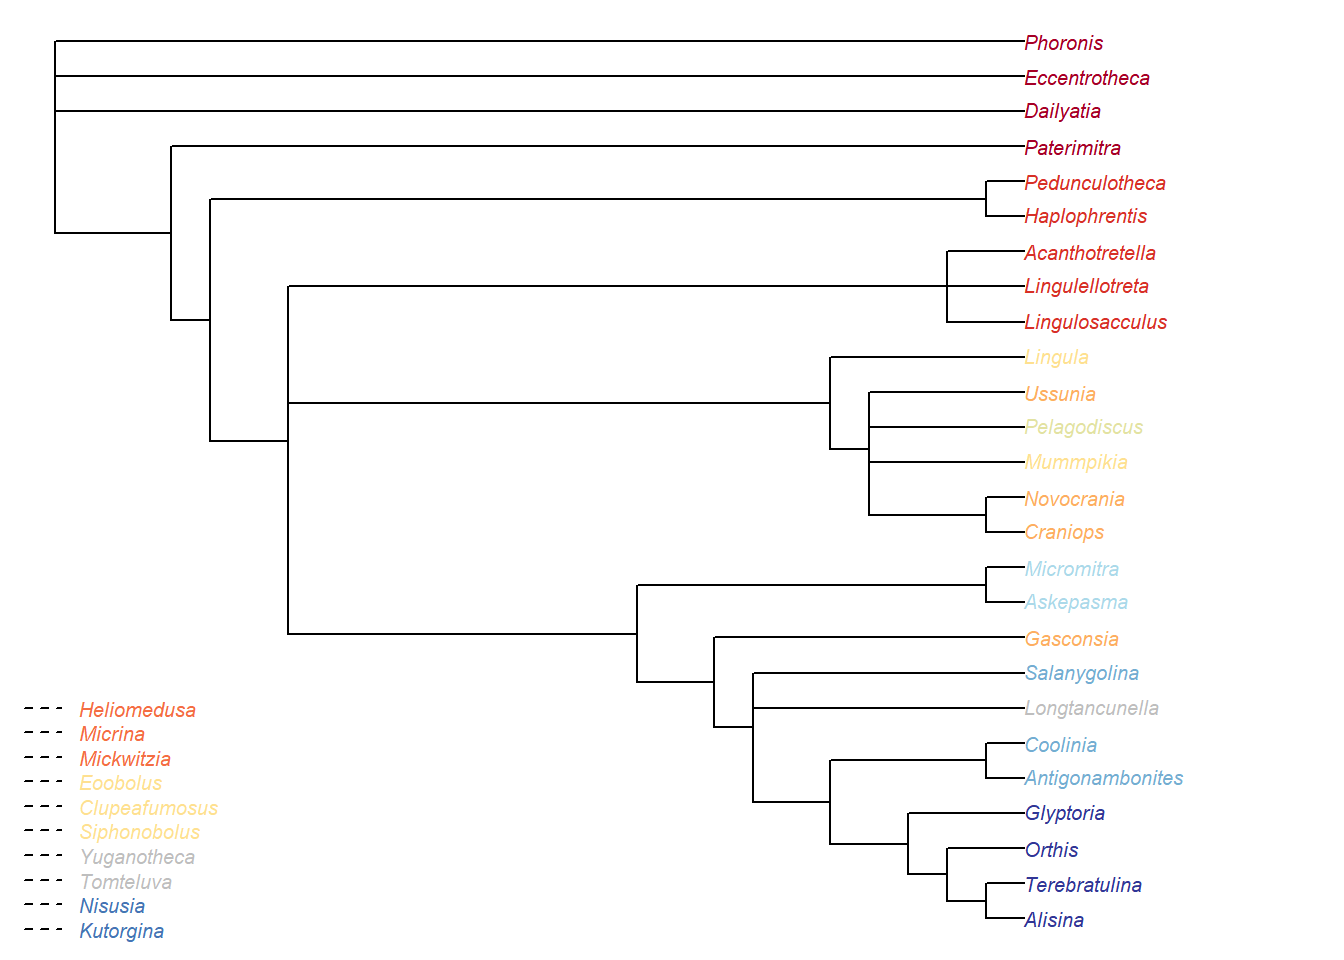 Phoronis
Eccentrotheca
Dailyatia
Paterimitra
Pedunculotheca
Haplophrentis
Acanthotretella
Lingulellotreta
Lingulosacculus
Lingula
Ussunia
Pelagodiscus
Mummpikia
Novocrania
Craniops
Micromitra
Askepasma
Gasconsia
Salanygolina
Longtancunella
Coolinia
Antigonambonites
Glyptoria
Orthis
Terebratulina
Alisina
Heliomedusa
Micrina
Mickwitzia
Eoobolus
Clupeafumosus
Siphonobolus
Yuganotheca
Tomteluva
Nisusia
Kutorgina